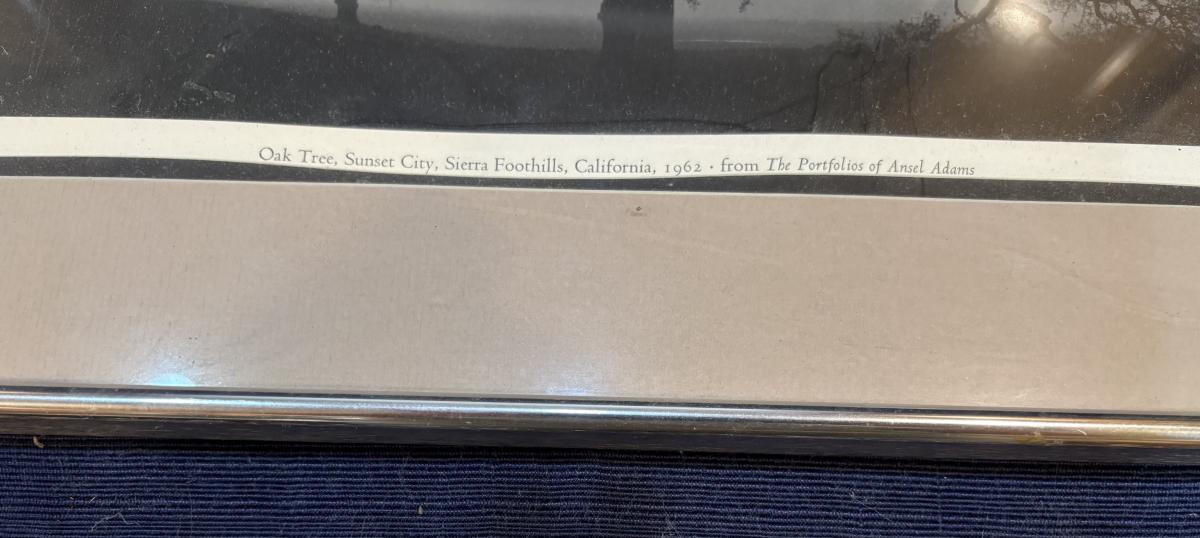 Oak Tree, Sunset City, Sierra Foothills, California, 1962 · from The Portfolios of Ansel Adams